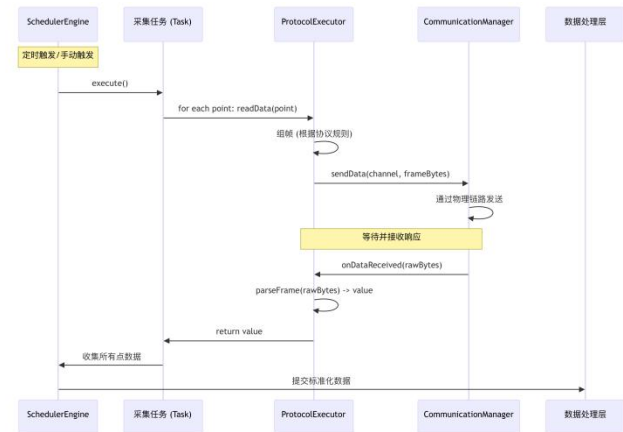 SchedulerEngine
采集任务 (Task)
ProtocolExecutor
CommunicationManager
数据处理层
定时触发/手动触发
execute()
for each point: readData(point)
组帧 (根据协议规则)
sendData(channel, frameBytes)
通过物理链路发送
等待并接收响应
onDataReceived(rawBytes)
parseFrame(rawBytes) -> value
return value
收集所有点数据
提交标准化数据
SchedulerEngine
采集任务 (Task)
ProtocolExecutor
CommunicationManager
数据处理层